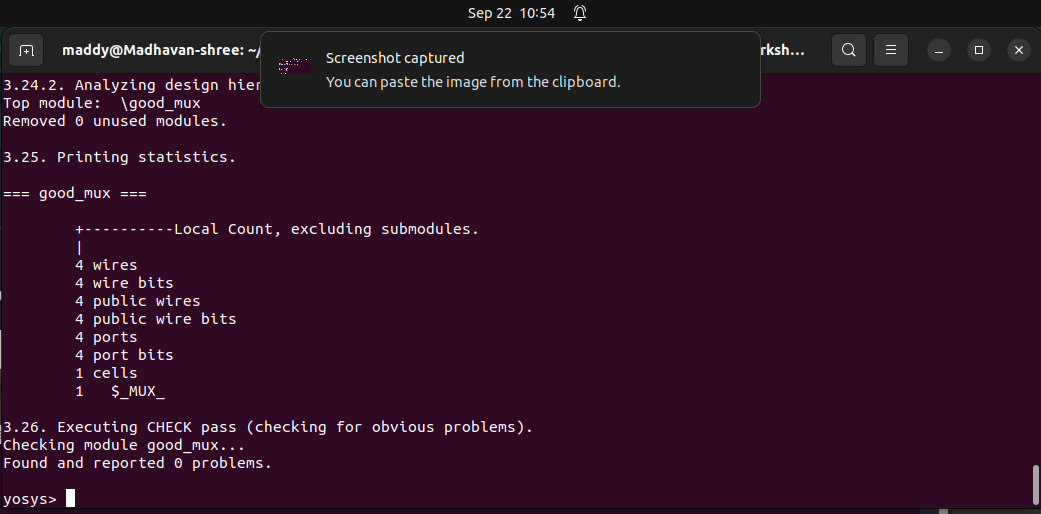 Sep 22 10:54
maddy@Madhavan-shree: ~/
rksh...
Screenshot captured
You can paste the image from the clipboard.
3.24.2. Analyzing design hier
Top module:  \good_mux
Removed 0 unused modules.
3.25. Printing statistics.
=== good_mux ===
+----------Local Count, excluding submodules.
|
4 wires
4 wire bits
4 public wires
4 public wire bits
4 ports
4 port bits
1 cells
1   $_MUX_
3.26. Executing CHECK pass (checking for obvious problems).
Checking module good_mux...
Found and reported 0 problems.
yosys>